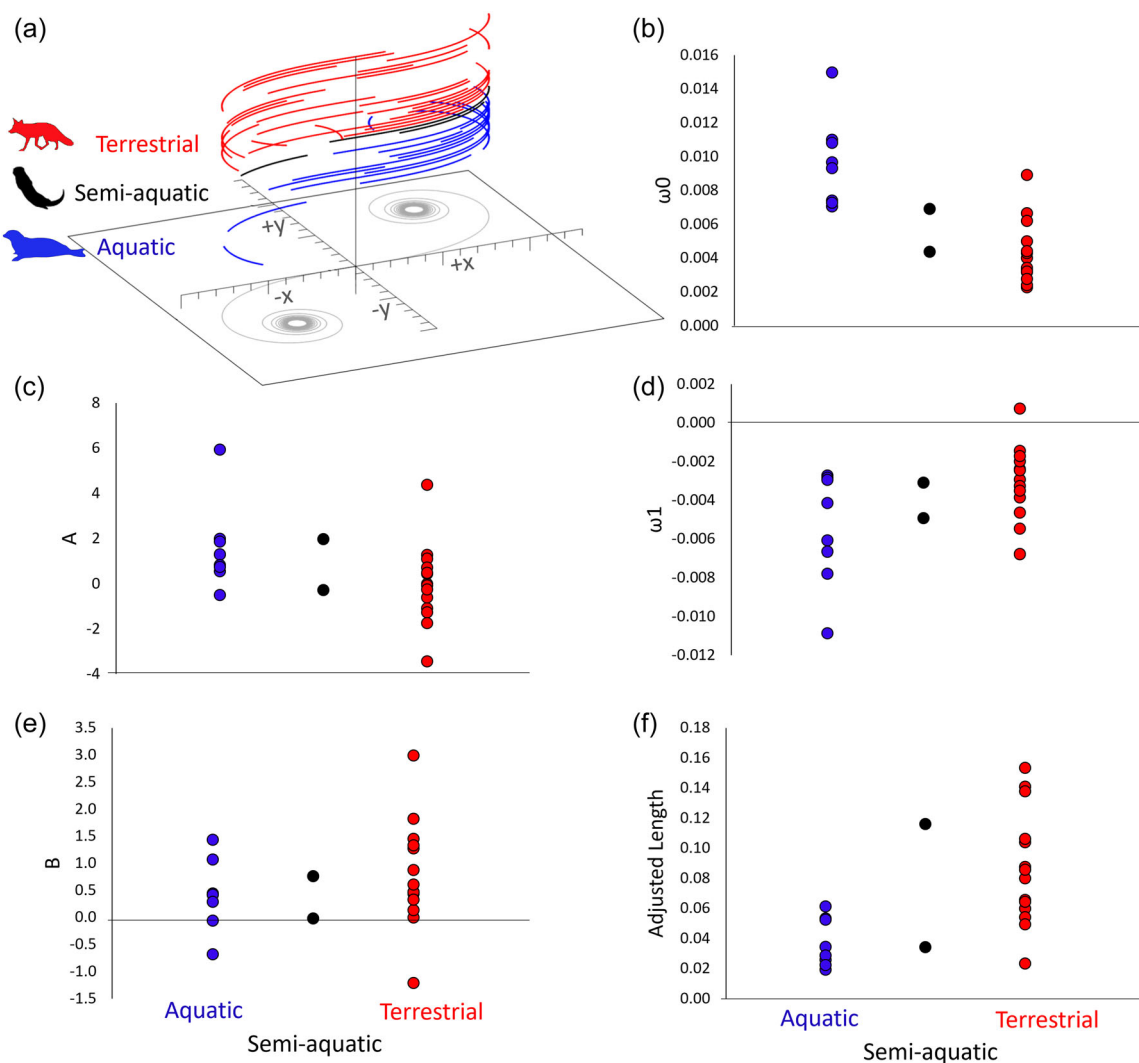 (a)
Terrestrial
Semi-aquatic
Aquatic
+y
+x
-x
-y
(b)
0.016
0.014
0.012
0.010
0.008
0.006
0.004
0.002
0.000
ω0
(c)
8
6
4
2
0
-2
-4
A
(d)
0.002
0.000
-0.002
-0.004
-0.006
-0.008
-0.010
-0.012
ω1
(e)
3.5
3.0
2.5
2.0
1.5
1.0
0.5
0.0
-0.5
-1.0
-1.5
B
Aquatic
Terrestrial
Semi-aquatic
(f)
0.18
0.16
0.14
0.12
0.10
0.08
0.06
0.04
0.02
0.00
Adjusted Length
Aquatic
Terrestrial
Semi-aquatic